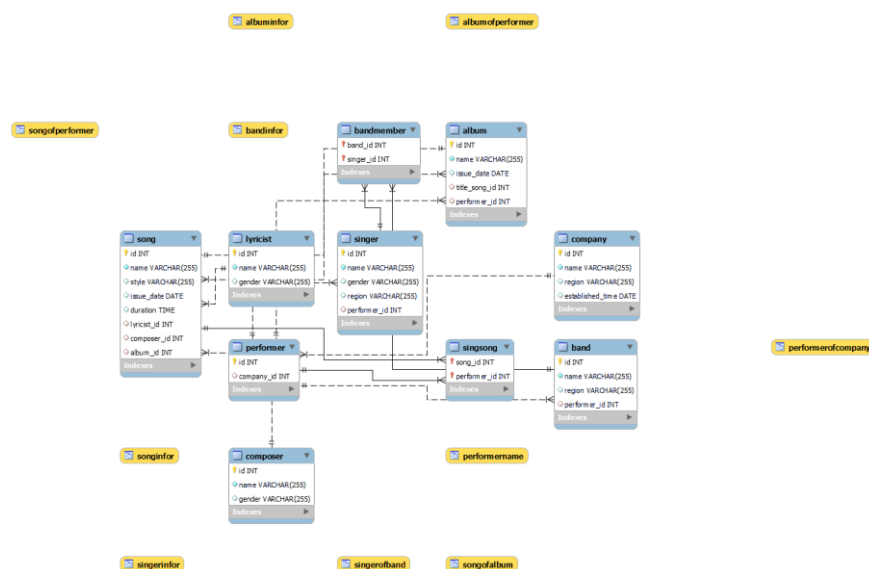 albuminfor
albumofperformer
songofperformer
bandinfor
bandmember
band_id INT
singer_id INT
Indexes
album
id INT
name VARCHAR(255)
issue_date DATE
title_song_id INT
performer_id INT
Indexes
song
id INT
name VARCHAR(255)
style VARCHAR(255)
issue_date DATE
duration TIME
lyricist_id INT
composer_id INT
album_id INT
Indexes
lyricist
id INT
name VARCHAR(255)
gender VARCHAR(255)
Indexes
singer
id INT
name VARCHAR(255)
gender VARCHAR(255)
region VARCHAR(255)
performer_id INT
Indexes
company
id INT
name VARCHAR(255)
region VARCHAR(255)
established_time DATE
Indexes
performer
id INT
company_id INT
Indexes
singsong
song_id INT
performer_id INT
Indexes
band
id INT
name VARCHAR(255)
region VARCHAR(255)
performer_id INT
Indexes
performerofcompany
songinfor
composer
id INT
name VARCHAR(255)
gender VARCHAR(255)
Indexes
performername
singerinfor
singerofband
songofalbum